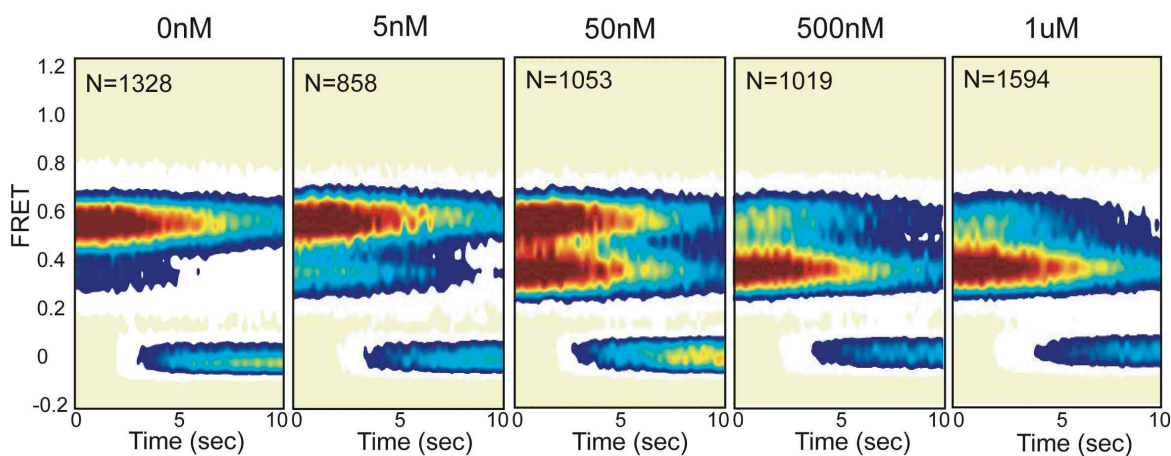 0nM 5nM 50nM 500nM 1uM
N=1328 N=858 N=1053 N=1019 N=1594
FRET
1.2
1.0
0.8
0.6
0.4
0.2
0
-0.2
0 5 10 0 5 10 0 5 10 0 5 10 0 5 10
Time (sec) Time (sec) Time (sec) Time (sec) Time (sec)